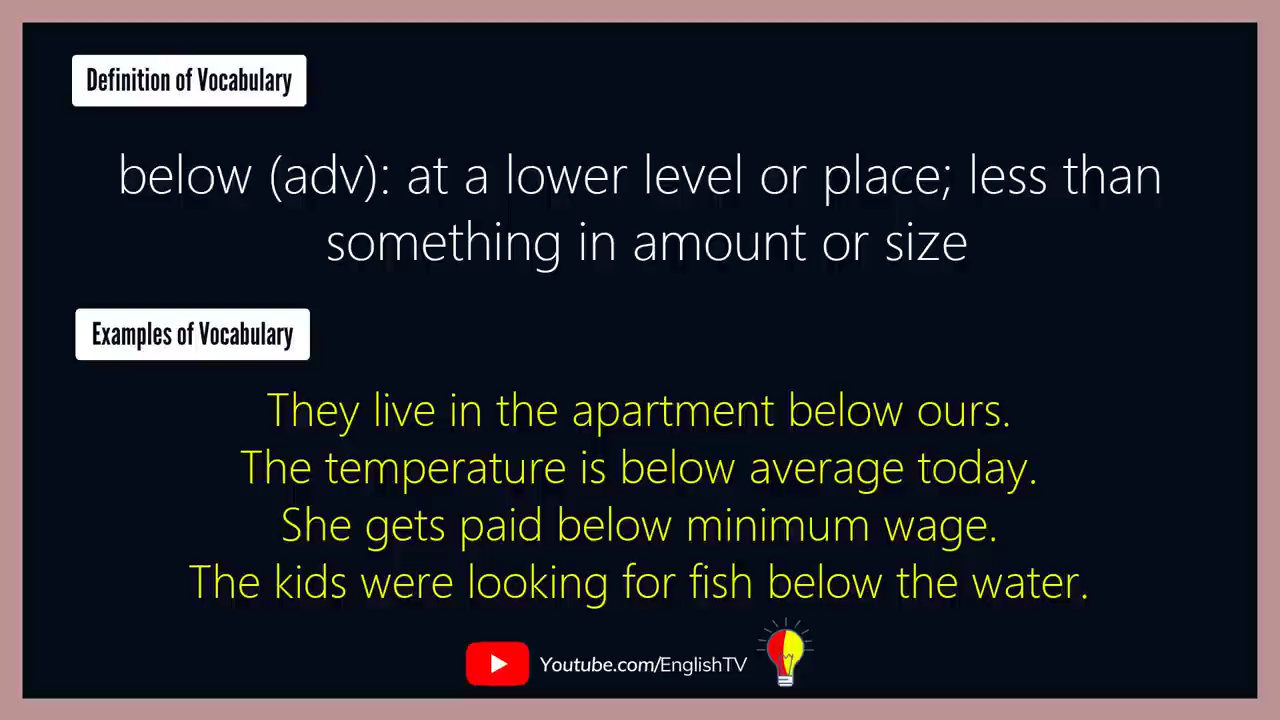 Definition of Vocabulary
below (adv): at a lower level or place; less than
something in amount or size
Examples of Vocabulary
They live in the apartment below ours.
The temperature is below average today.
She gets paid below minimum wage.
The kids were looking for fish below the water.
Youtube.com/EnglishTV